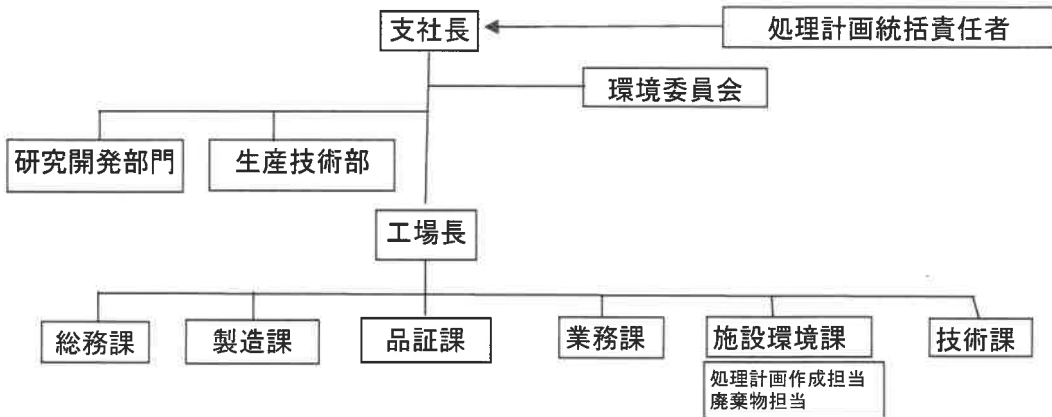 支社長
処理計画統括責任者
環境委員会
研究開発部門
生産技術部
工場長
総務課
製造課
品証課
業務課
施設環境課
技術課
処理計画作成担当
廃棄物担当